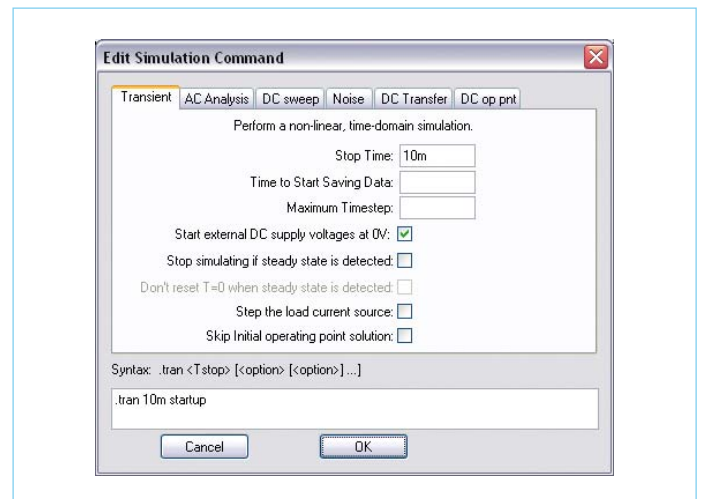 Edit Simulation Command
Transient AC Analysis DC sweep Noise DC Transfer DC op pnt
Perform a non-linear, time-domain simulation.
Stop Time: 10m
Time to Start Saving Data:
Maximum Timestep:
Start external DC supply voltages at 0V:
Stop simulating if steady state is detected:
Don't reset T=0 when steady state is detected:
Step the load current source:
Skip Initial operating point solution:
Syntax: .tran <Tstop> [<option> [<option>] ...]
.tran 10m startup
Cancel OK